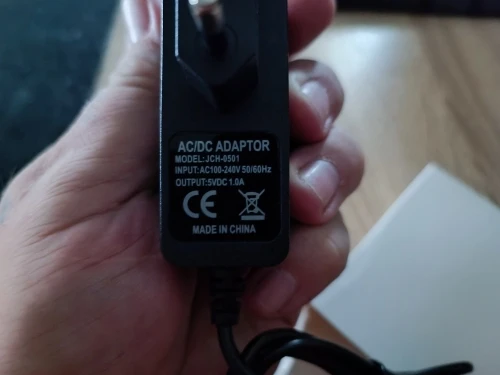 AC/DC ADAPTOR
MODEL:JCH-0501
INPUT:AC100-240V 50/60Hz
OUTPUT:5VDC 1.0A
CE
MADE IN CHINA